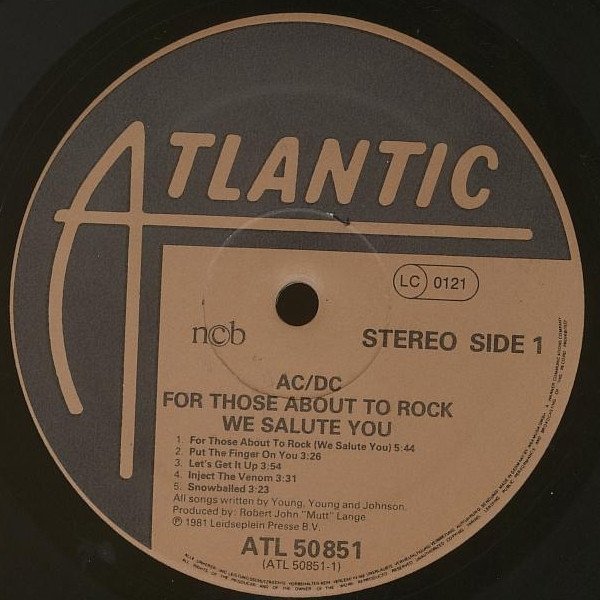 ATLANTIC
LC 0121
n©b
STEREO SIDE 1
AC/DC
FOR THOSE ABOUT TO ROCK
WE SALUTE YOU
1. For Those About To Rock (We Salute You) 5:44
2. Put The Finger On You 3:26
3. Let's Get It Up 3:54
4. Inject The Venom 3:31
5. Snowballed 3:23
All songs written by Young, Young and Johnson.
Produced by: Robert John "Mutt" Lange
℗ 1981 Leidseplein Presse B.V.
ATL 50851
(ATL 50851-1)